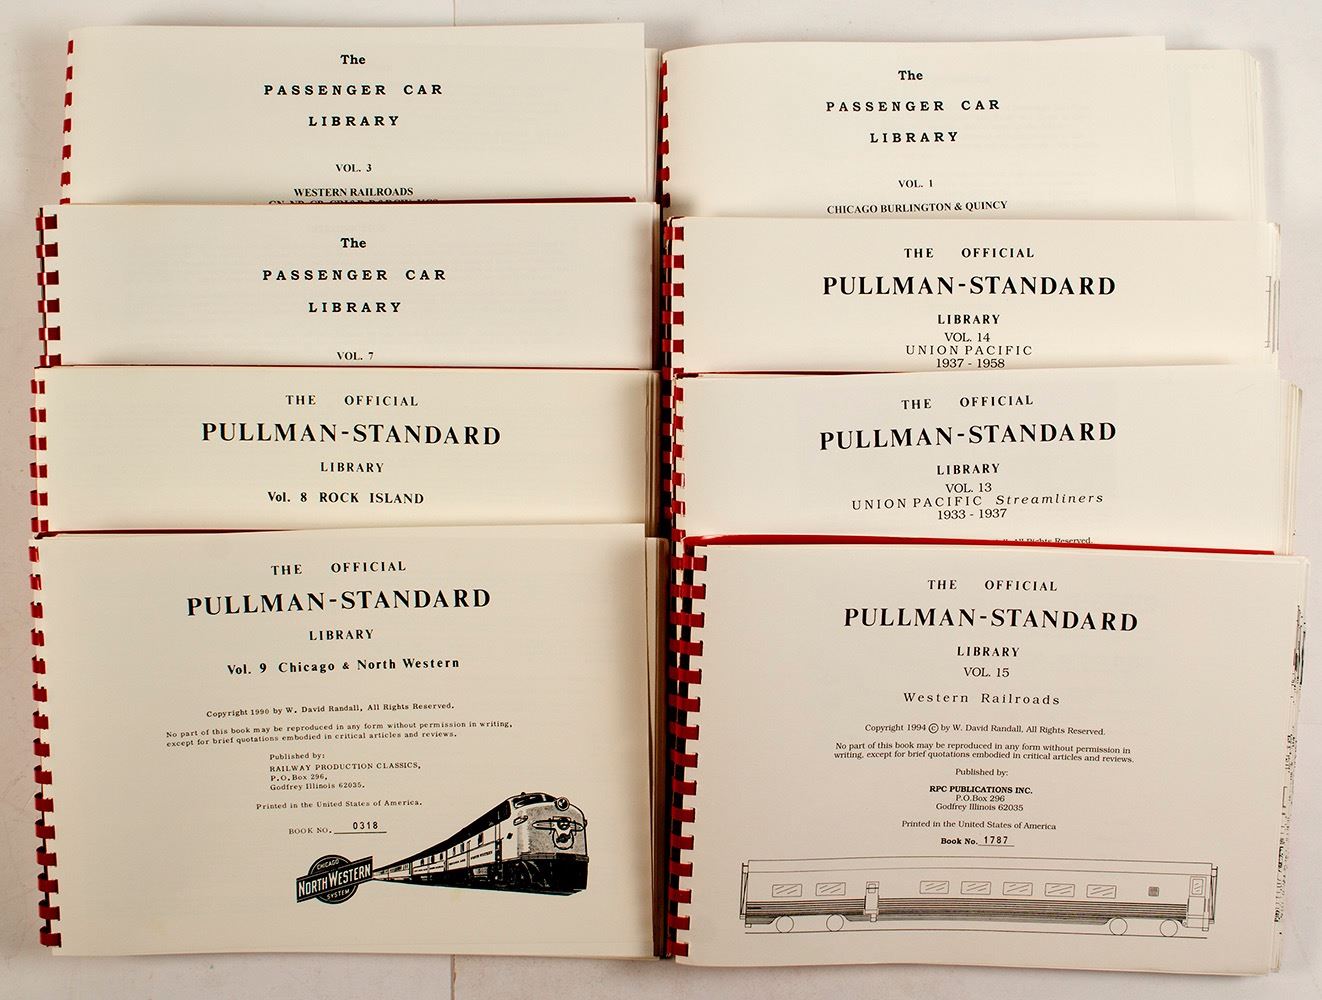 The
PASSENGER CAR
LIBRARY
VOL. 3
WESTERN RAILROADS
The
PASSENGER CAR
LIBRARY
VOL. 7
THE OFFICIAL
PULLMAN-STANDARD
LIBRARY
Vol. 8 ROCK ISLAND
THE OFFICIAL
PULLMAN-STANDARD
LIBRARY
Vol. 9 Chicago & North Western
Copyright 1990 by W. David Randall, All Rights Reserved.
No part of this book may be reproduced in any form without permission in writing,
except for brief quotations embodied in critical articles and reviews.
Published by:
RAILWAY PRODUCTION CLASSICS,
P.O.Box 296,
Godfrey Illinois 62035.
Printed in the United States of America.
BOOK NO. 0318
CHICAGO
NORTH WESTERN
SYSTEM
The
PASSENGER CAR
LIBRARY
VOL. 1
CHICAGO BURLINGTON & QUINCY
THE OFFICIAL
PULLMAN-STANDARD
LIBRARY
VOL. 14
UNION PACIFIC
1937 - 1958
THE OFFICIAL
PULLMAN-STANDARD
LIBRARY
VOL. 13
UNION PACIFIC Streamliners
1933 - 1937
All Rights Reserved.
THE OFFICIAL
PULLMAN-STANDARD
LIBRARY
VOL. 15
Western Railroads
Copyright 1994 © by W. David Randall, All Rights Reserved.
No part of this book may be reproduced in any form without permission in
writing, except for brief quotations embodied in critical articles and reviews.
Published by:
RPC PUBLICATIONS INC.
P.O.Box 296
Godfrey Illinois 62035
Printed in the United States of America
Book No. 1787